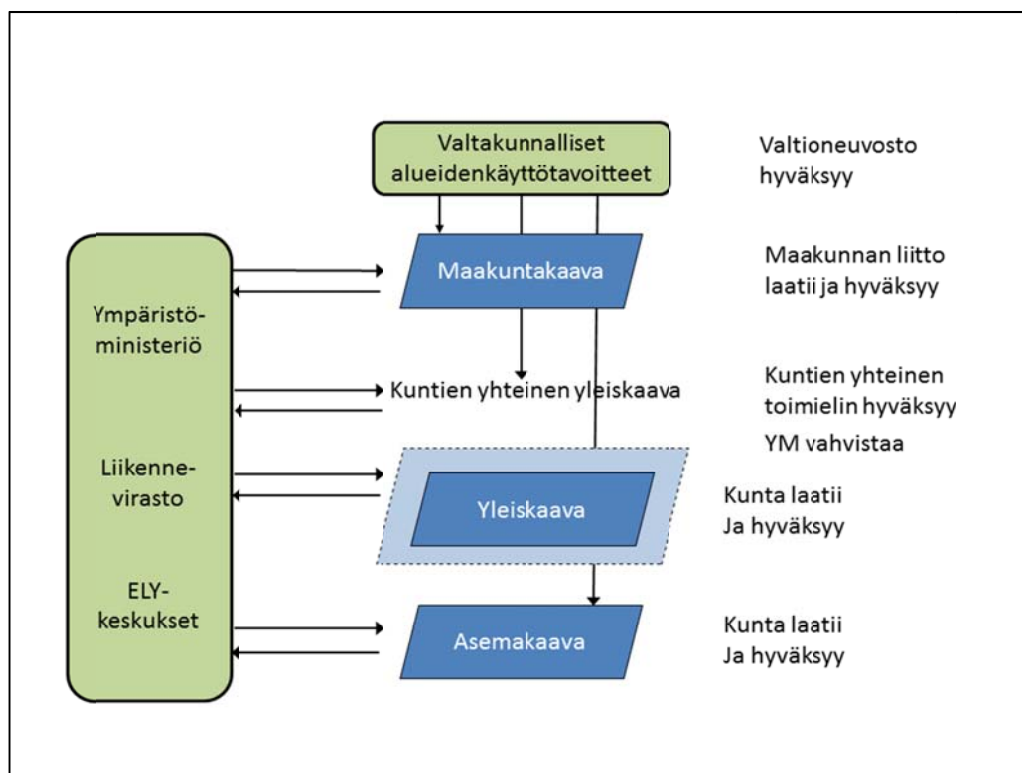 Valtakunnalliset
alueidenkäyttötavoitteet
Valtioneuvosto
hyväksyy
Maakuntakaava
Maakunnan liitto
laatii ja hyväksyy
Ympäristö-
ministeriö
Kuntien yhteinen yleiskaava
Kuntien yhteinen
toimielin hyväksyy
YM vahvistaa
Liikenne-
virasto
Yleiskaava
Kunta laatii
Ja hyväksyy
ELY-
keskukset
Asemakaava
Kunta laatii
Ja hyväksyy